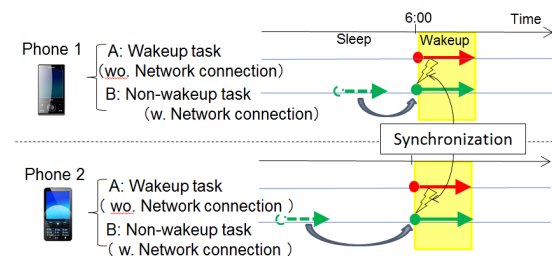 6:00
Time
Sleep
Wakeup
Phone 1
A: Wakeup task
(wo. Network connection)
B: Non-wakeup task
(w. Network connection)
Synchronization
Phone 2
A: Wakeup task
( wo. Network connection )
B: Non-wakeup task
( w. Network connection )